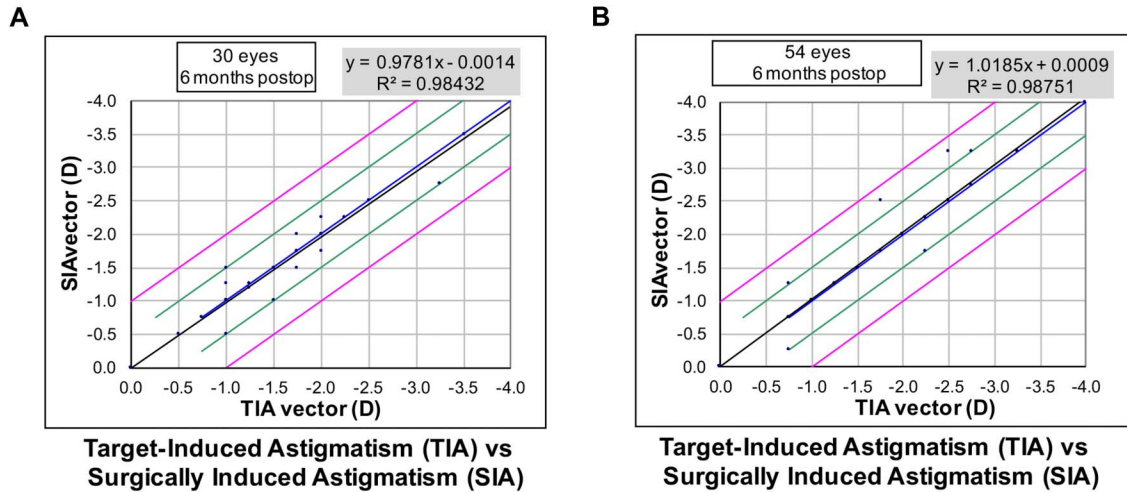 A
30 eyes
6 months postop
y = 0.9781x - 0.0014
R² = 0.98432
SIAvector (D)
-4.0
-3.5
-3.0
-2.5
-2.0
-1.5
-1.0
-0.5
0.0
0.0 -0.5 -1.0 -1.5 -2.0 -2.5 -3.0 -3.5 -4.0
TIA vector (D)
Target-Induced Astigmatism (TIA) vs
Surgically Induced Astigmatism (SIA)
B
54 eyes
6 months postop
y = 1.0185x + 0.0009
R² = 0.98751
SIAvector (D)
-4.0
-3.5
-3.0
-2.5
-2.0
-1.5
-1.0
-0.5
0.0
0.0 -0.5 -1.0 -1.5 -2.0 -2.5 -3.0 -3.5 -4.0
TIA vector (D)
Target-Induced Astigmatism (TIA) vs
Surgically Induced Astigmatism (SIA)